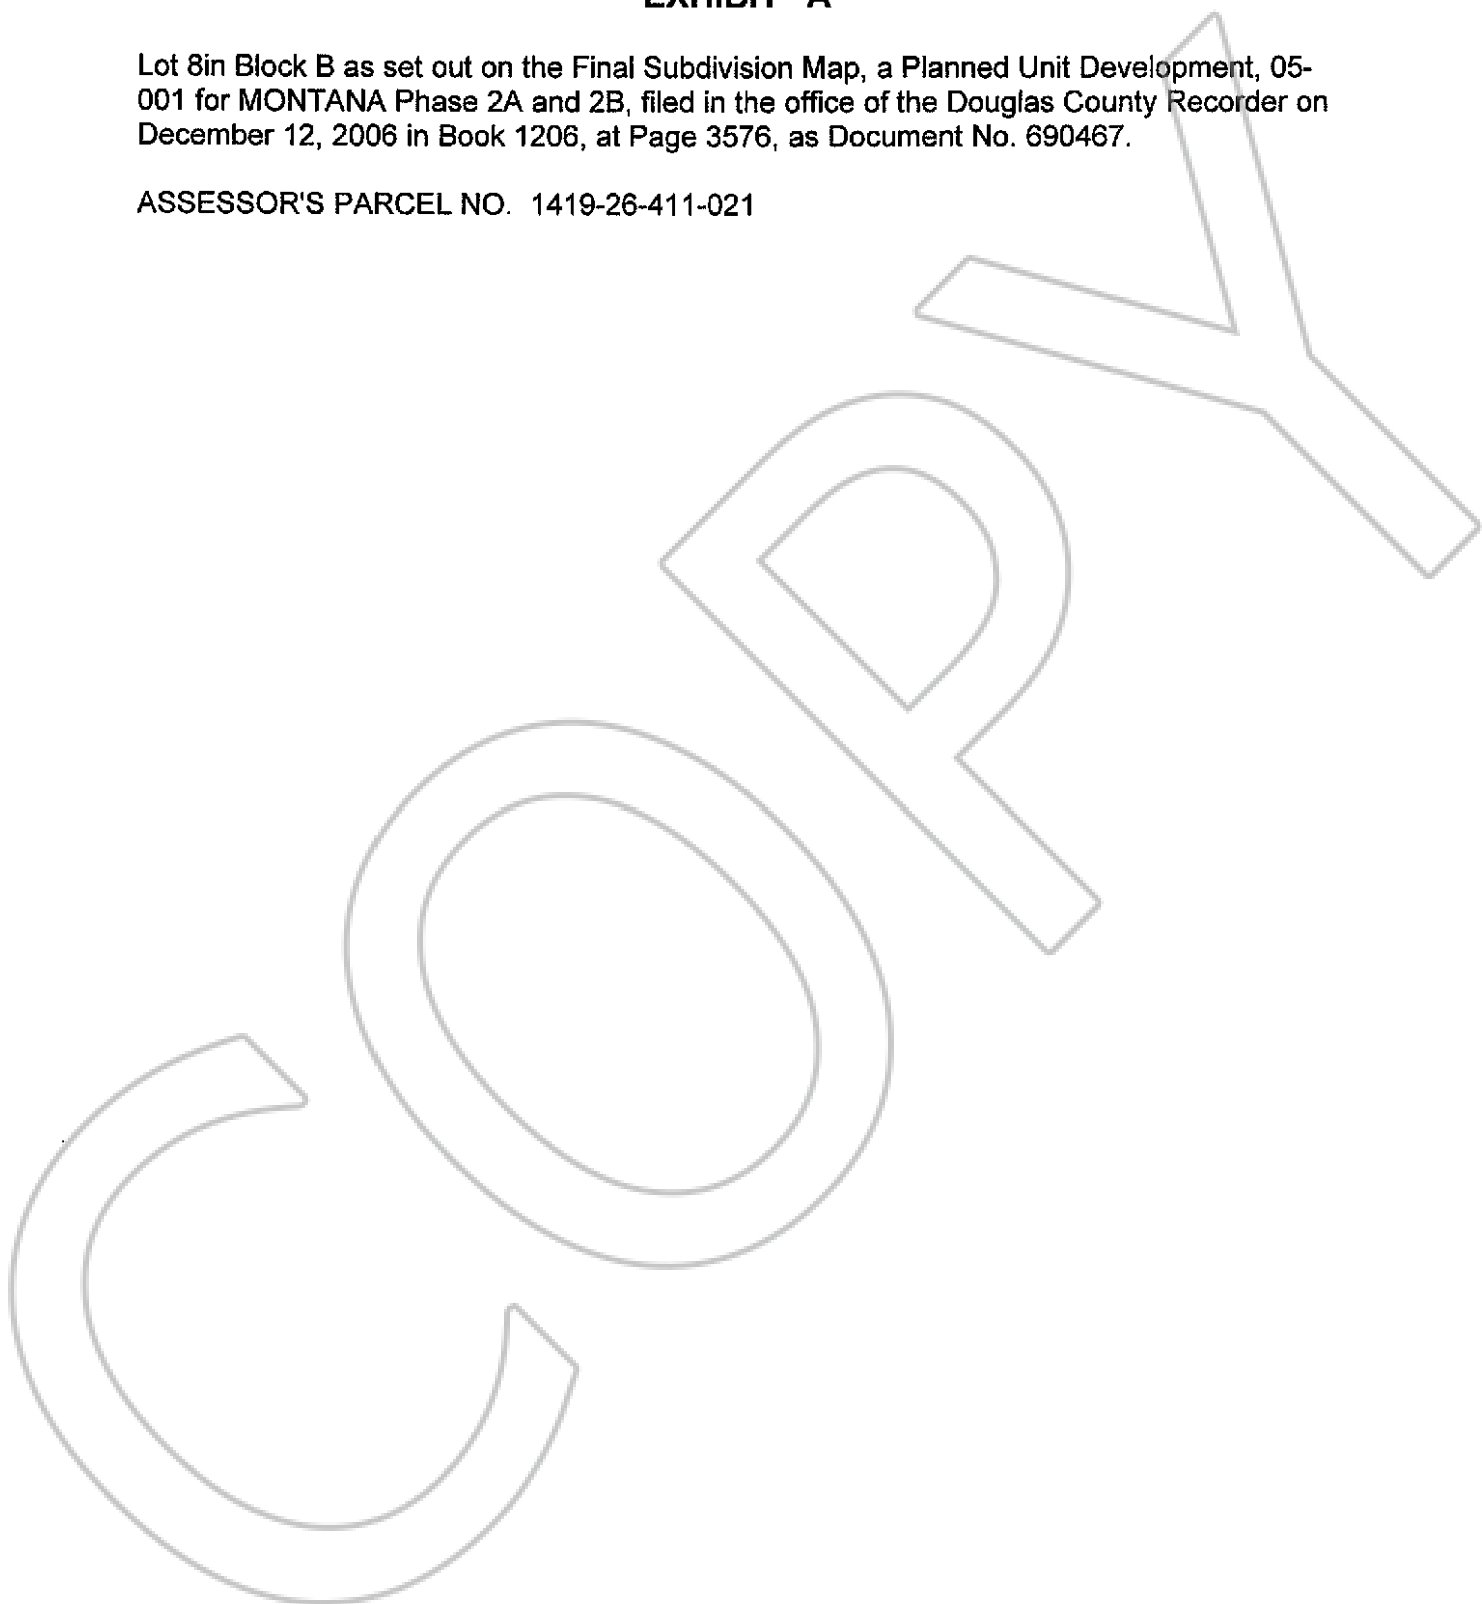 EXHIBIT "A"
Lot 8in Block B as set out on the Final Subdivision Map, a Planned Unit Development, 05-
001 for MONTANA Phase 2A and 2B, filed in the office of the Douglas County Recorder on
December 12, 2006 in Book 1206, at Page 3576, as Document No. 690467.
ASSESSOR'S PARCEL NO. 1419-26-411-021
COPY